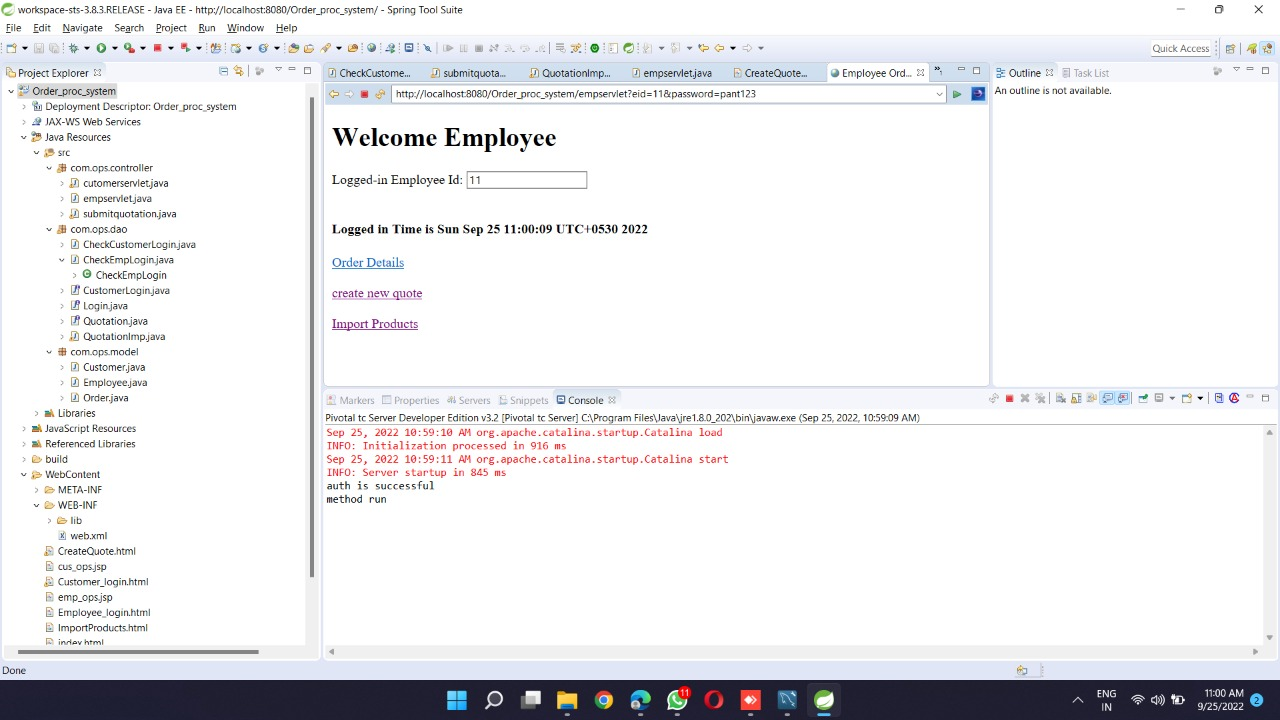 workspace-sts-3.8.3.RELEASE - Java EE - http://localhost:8080/Order_proc_system/ - Spring Tool Suite
File Edit Navigate Search Project Run Window Help
Quick Access
Project Explorer
Order_proc_system
Deployment Descriptor: Order_proc_system
JAX-WS Web Services
Java Resources
src
com.ops.controller
cutomerservlet.java
empservlet.java
submitquotation.java
com.ops.dao
CheckCustomerLogin.java
CheckEmpLogin.java
CheckEmpLogin
CustomerLogin.java
Login.java
Quotation.java
QuotationImp.java
com.ops.model
Customer.java
Employee.java
Order.java
Libraries
JavaScript Resources
Referenced Libraries
build
WebContent
META-INF
WEB-INF
lib
web.xml
CreateQuote.html
cus_ops.jsp
Customer_login.html
emp_ops.jsp
Employee_login.html
ImportProducts.html
index.html
CheckCustome... submitquota... QuotationImp... empservlet.java CreateQuote... Employee Ord...
http://localhost:8080/Order_proc_system/empservlet?eid=11&password=pant123
Welcome Employee
Logged-in Employee Id: 11
Logged in Time is Sun Sep 25 11:00:09 UTC+0530 2022
Order Details
create new quote
Import Products
Outline Task List
An outline is not available.
Markers Properties Servers Snippets Console
Pivotal tc Server Developer Edition v3.2 [Pivotal tc Server] C:\Program Files\Java\jre1.8.0_202\bin\javaw.exe (Sep 25, 2022, 10:59:09 AM)
Sep 25, 2022 10:59:10 AM org.apache.catalina.startup.Catalina load
INFO: Initialization processed in 916 ms
Sep 25, 2022 10:59:11 AM org.apache.catalina.startup.Catalina start
INFO: Server startup in 845 ms
auth is successful
method run
Done
11
ENG
IN
11:00 AM
9/25/2022
2